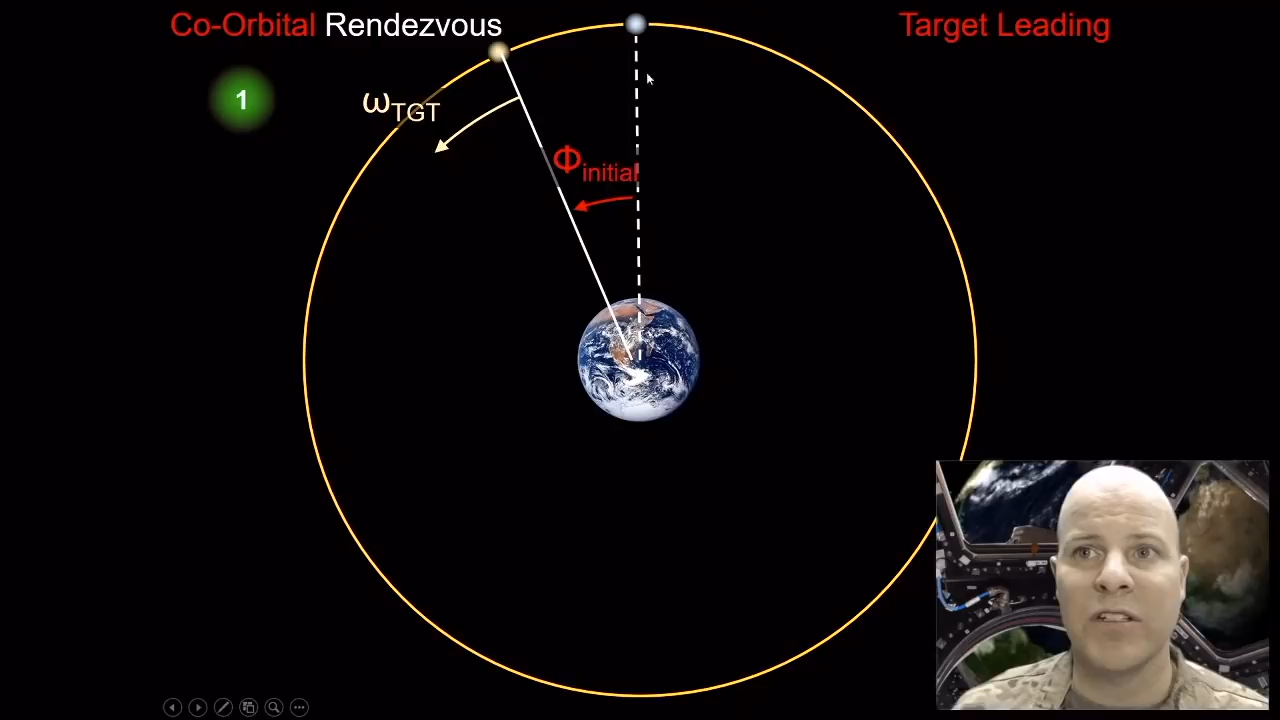 Co-Orbital Rendezvous
Target Leading
1
ωTGT
Φinitial